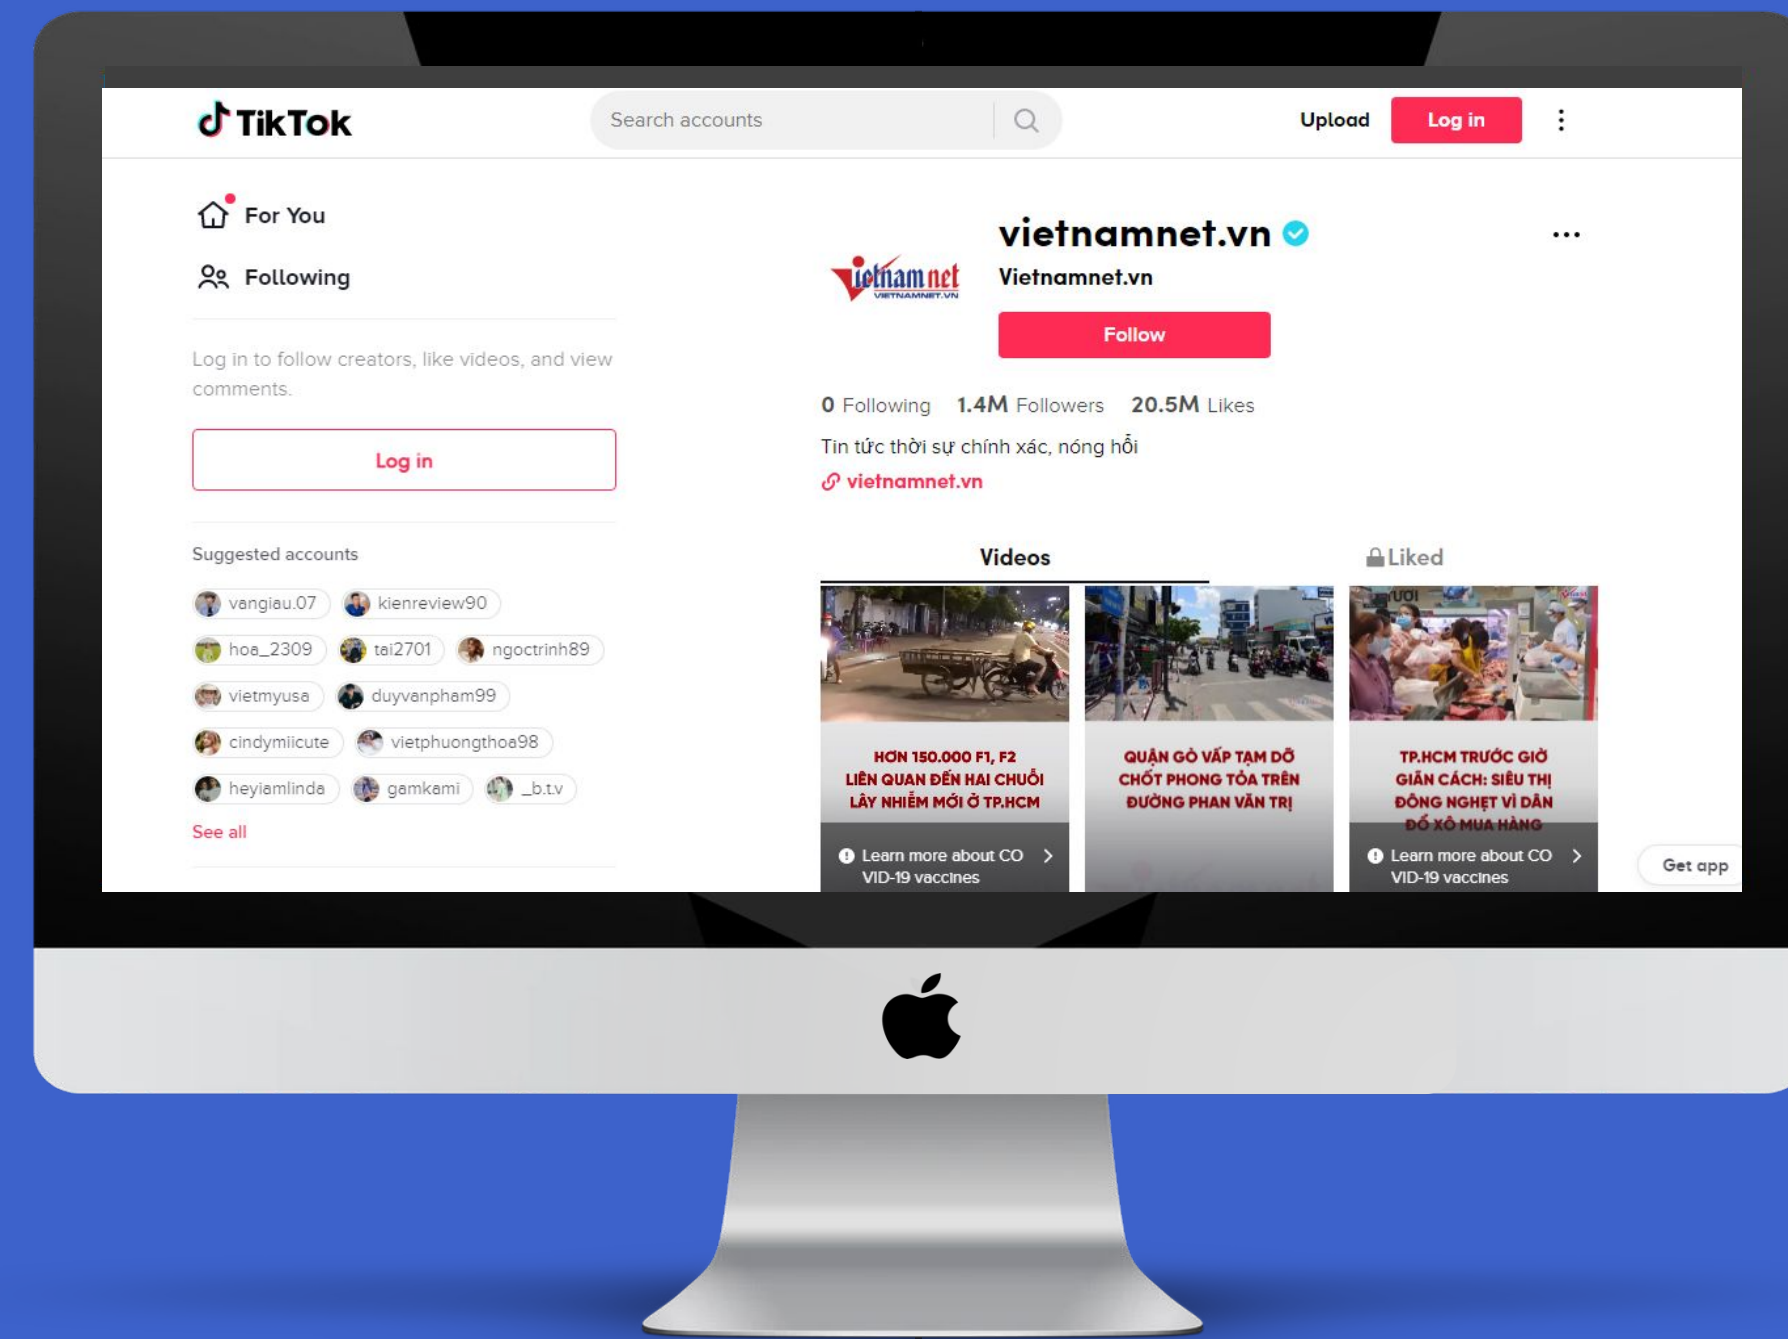 TikTok
Search accounts
Upload
Log in
For You
Following
Log in to follow creators, like videos, and view
comments.
Log in
Suggested accounts
vangiau.07
kienreview90
hoa_2309
tai2701
ngoctrinh89
vietmyusa
duyvanpham99
cindymiicute
vietphuongthoa98
heyiamlinda
gamkami
_b.t.v
See all
Vietnamnet
VIETNAMNET.VN
vietnamnet.vn
Vietnamnet.vn
Follow
0 Following 1.4M Followers 20.5M Likes
Tin tức thời sự chính xác, nóng hổi
vietnamnet.vn
Videos
Liked
HƠN 150.000 F1, F2
LIÊN QUAN ĐẾN HAI CHUỖI
LÂY NHIỄM MỚI Ở TP.HCM
Learn more about CO
VID-19 vaccines
QUẬN GÒ VẤP TẠM DỠ
CHỐT PHONG TỎA TRÊN
ĐƯỜNG PHAN VĂN TRỊ
TP.HCM TRƯỚC GIỜ
GIÃN CÁCH: SIÊU THỊ
ĐÔNG NGHẸT VÌ DÂN
ĐỔ XÔ MUA HÀNG
Learn more about CO
VID-19 vaccines
Get app